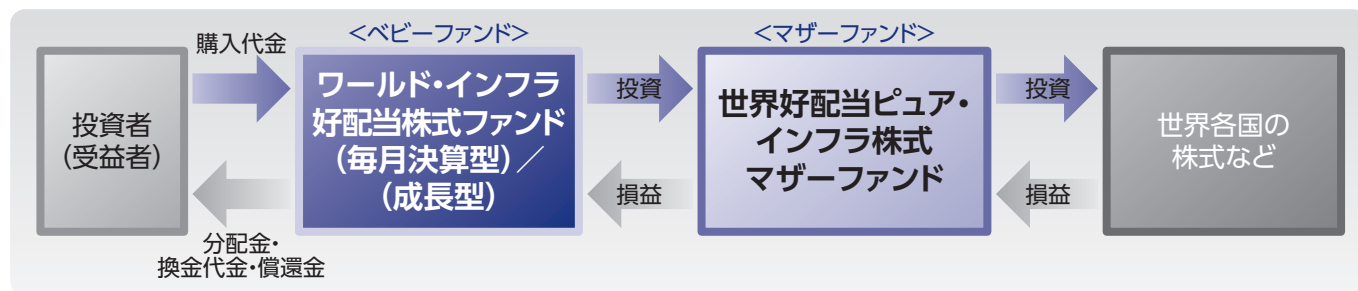 購入代金
<ベビーファンド>
<マザーファンド>
投資者
(受益者)
ワールド・インフラ
好配当株式ファンド
(毎月決算型)/
(成長型)
投資
世界好配当ピュア・
インフラ株式
マザーファンド
投資
世界各国の
株式など
損益
損益
分配金・
換金代金・償還金